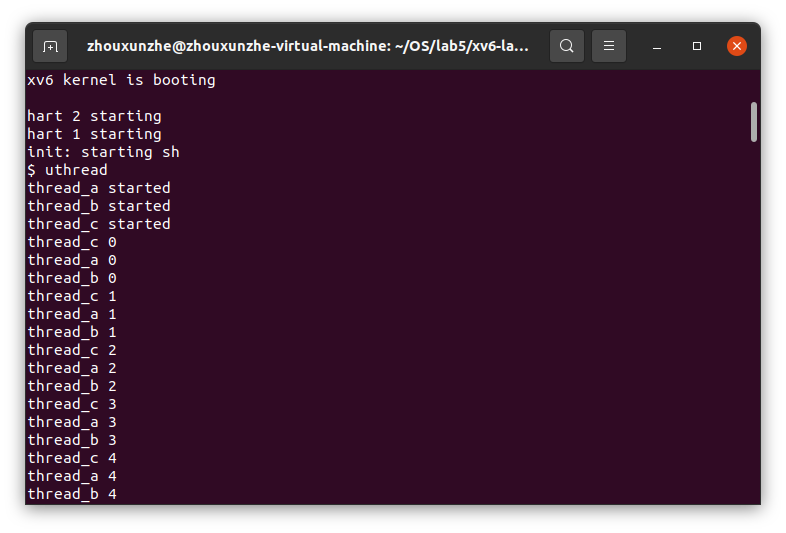 zhouxunzhe@zhouxunzhe-virtual-machine: ~/OS/lab5/xv6-la...
xv6 kernel is booting
hart 2 starting
hart 1 starting
init: starting sh
$ uthread
thread_a started
thread_b started
thread_c started
thread_c 0
thread_a 0
thread_b 0
thread_c 1
thread_a 1
thread_b 1
thread_c 2
thread_a 2
thread_b 2
thread_c 3
thread_a 3
thread_b 3
thread_c 4
thread_a 4
thread_b 4